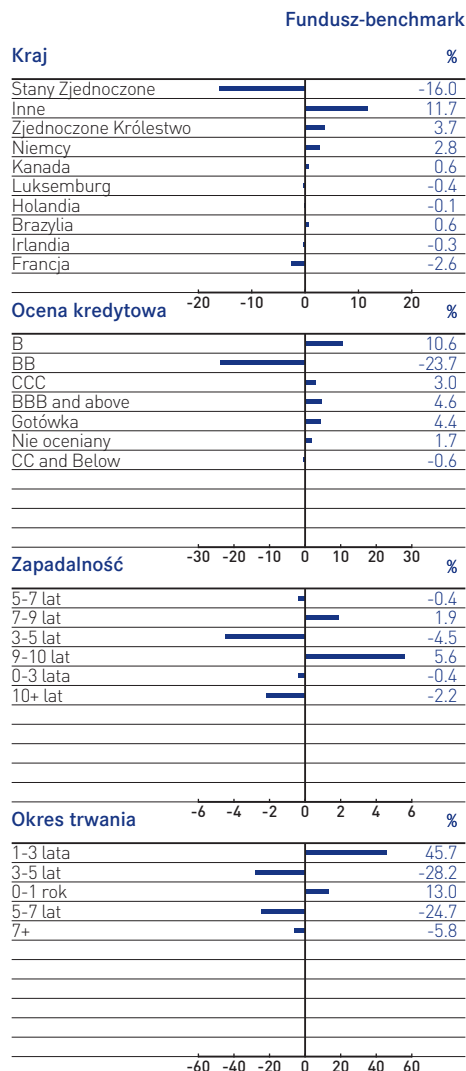 Fundusz-benchmark
Kraj %
Stany Zjednoczone -16.0
Inne 11.7
Zjednoczone Królestwo 3.7
Niemcy 2.8
Kanada 0.6
Luksemburg -0.4
Holandia -0.1
Brazylia 0.6
Irlandia -0.3
Francja -2.6
-20 -10 0 10 20
Ocena kredytowa %
B 10.6
BB -23.7
CCC 3.0
BBB and above 4.6
Gotówka 4.4
Nie oceniany 1.7
CC and Below -0.6
-30 -20 -10 0 10 20 30
Zapadalność %
5-7 lat -0.4
7-9 lat 1.9
3-5 lat -4.5
9-10 lat 5.6
0-3 lata -0.4
10+ lat -2.2
-6 -4 -2 0 2 4 6
Okres trwania %
1-3 lata 45.7
3-5 lat -28.2
0-1 rok 13.0
5-7 lat -24.7
7+ -5.8
-60 -40 -20 0 20 40 60